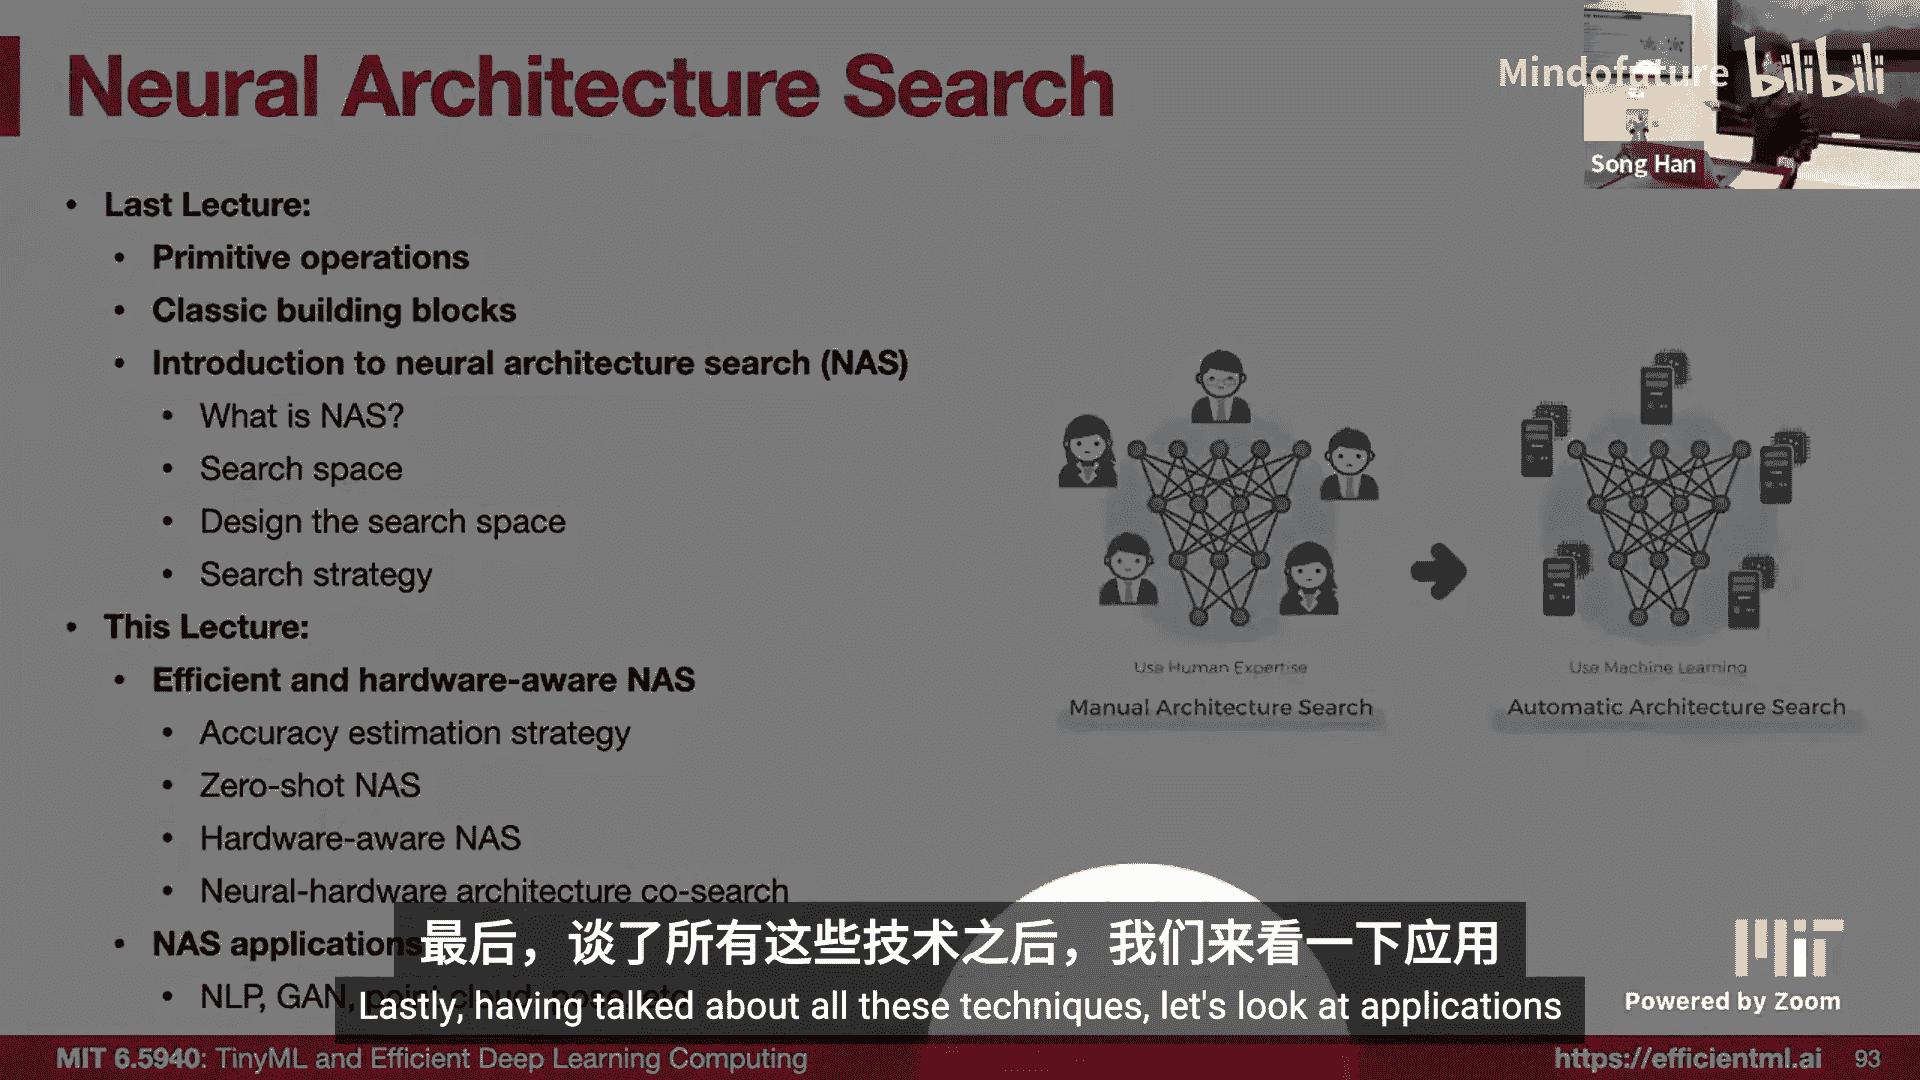 Neural Architecture Search
Mindofuture
bilibili
Song Han
• Last Lecture:
• Primitive operations
• Classic building blocks
• Introduction to neural architecture search (NAS)
• What is NAS?
• Search space
• Design the search space
• Search strategy
• This Lecture:
• Efficient and hardware-aware NAS
• Accuracy estimation strategy
• Zero-shot NAS
• Hardware-aware NAS
• Neural-hardware architecture co-search
• NAS applications
• NLP, GAN, point cloud, pose, etc
Use Human Expertise
Manual Architecture Search
Use Machine Learning
Automatic Architecture Search
最后，谈了所有这些技术之后，我们来看一下应用
Lastly, having talked about all these techniques, let's look at applications
MIT
Powered by Zoom
MIT 6.5940: TinyML and Efficient Deep Learning Computing
https://efficientml.ai
93